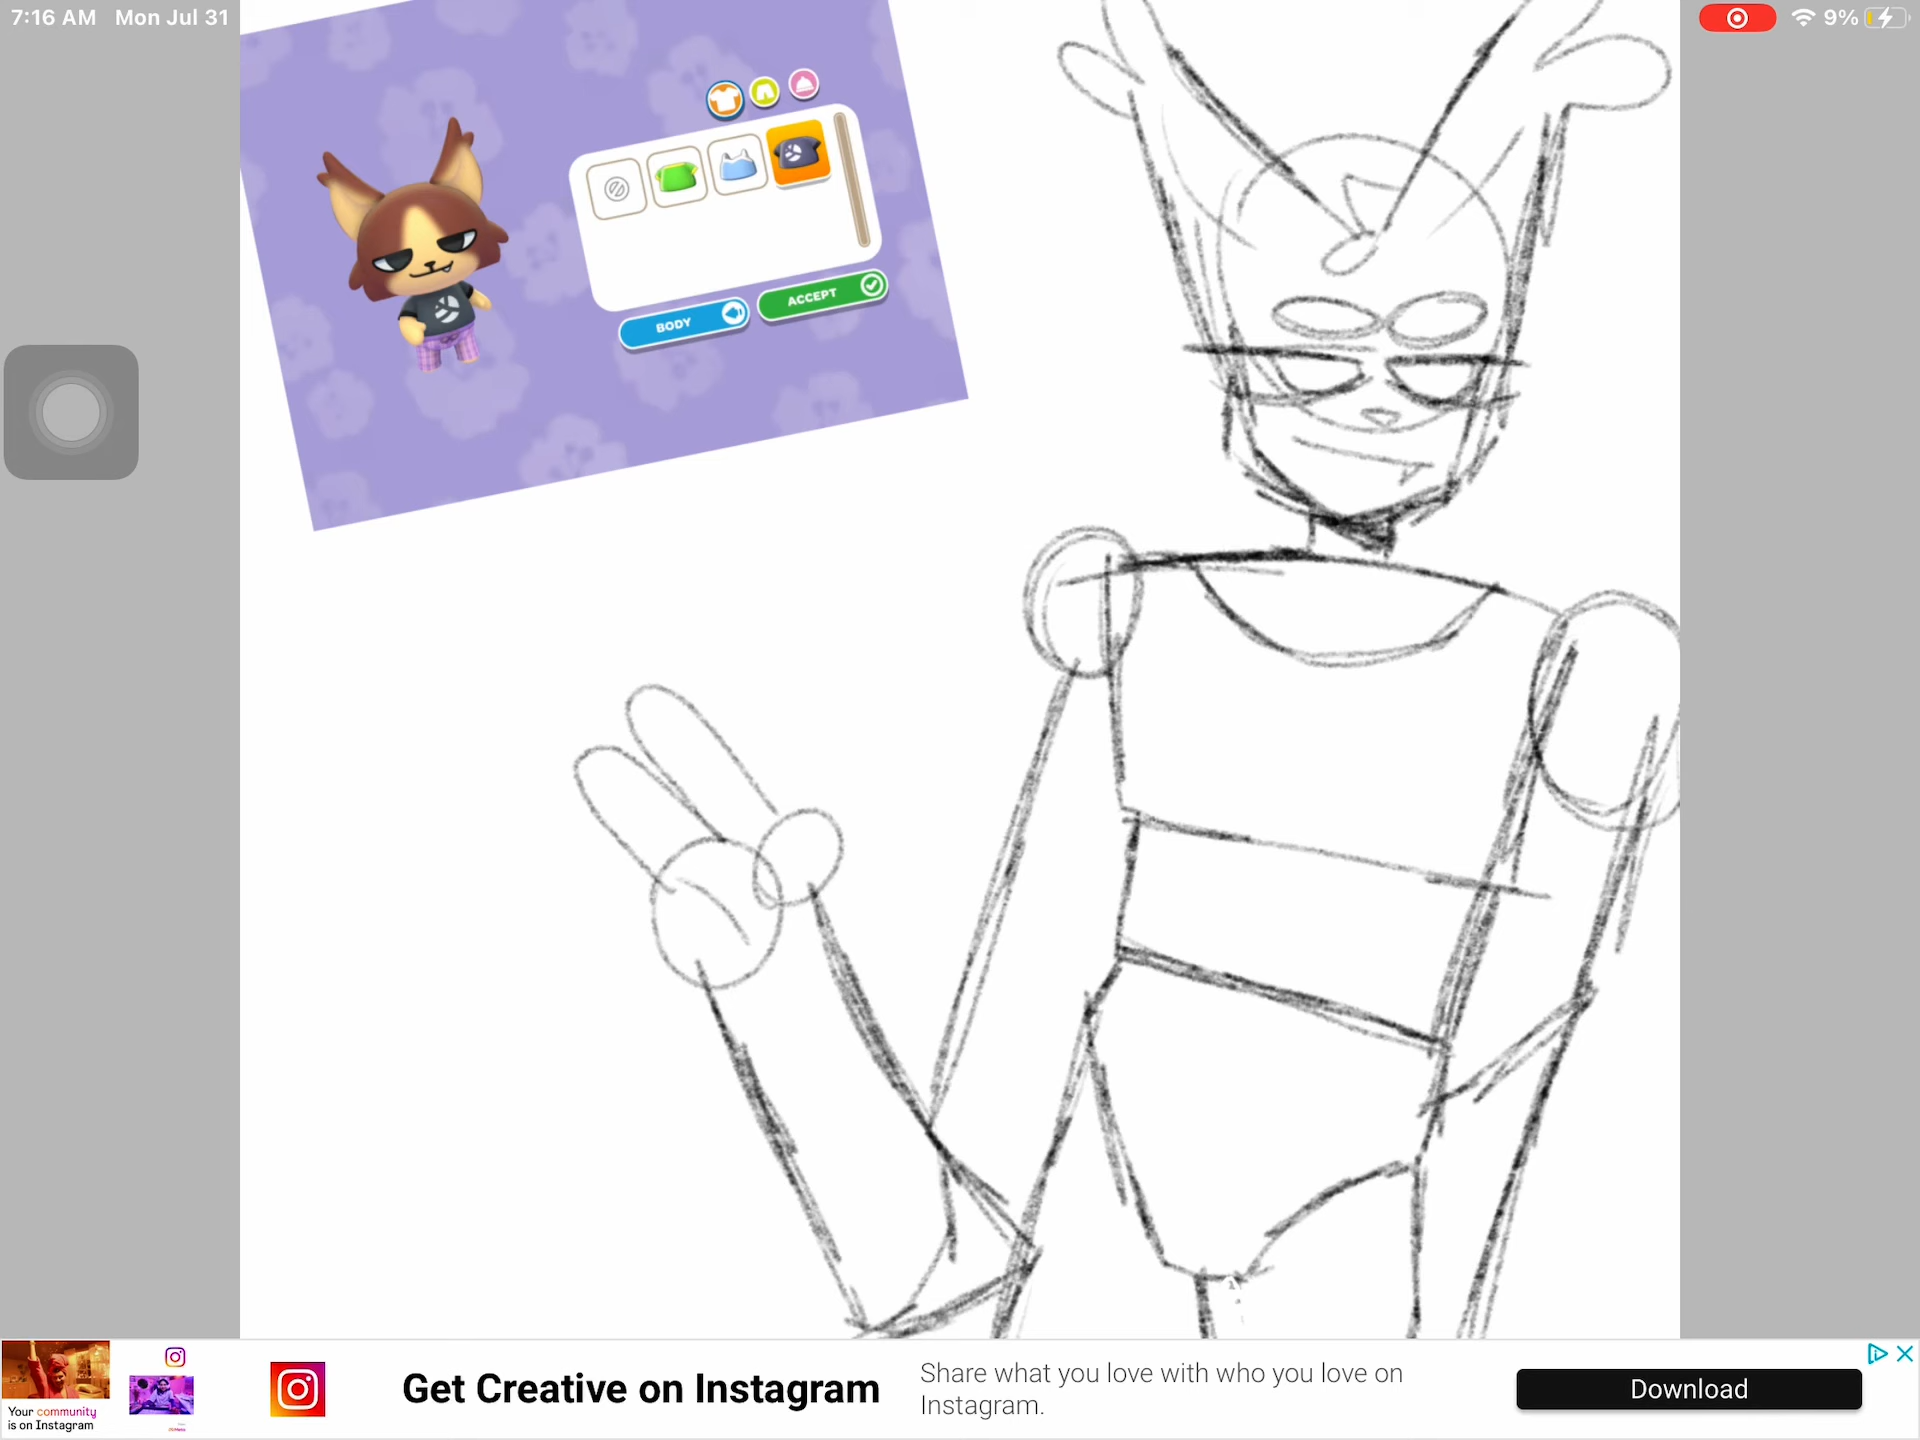 7:16 AM Mon Jul 31
9%
BODY
ACCEPT
Your community
is on Instagram
Get Creative on Instagram
Share what you love with who you love on
Instagram.
Download